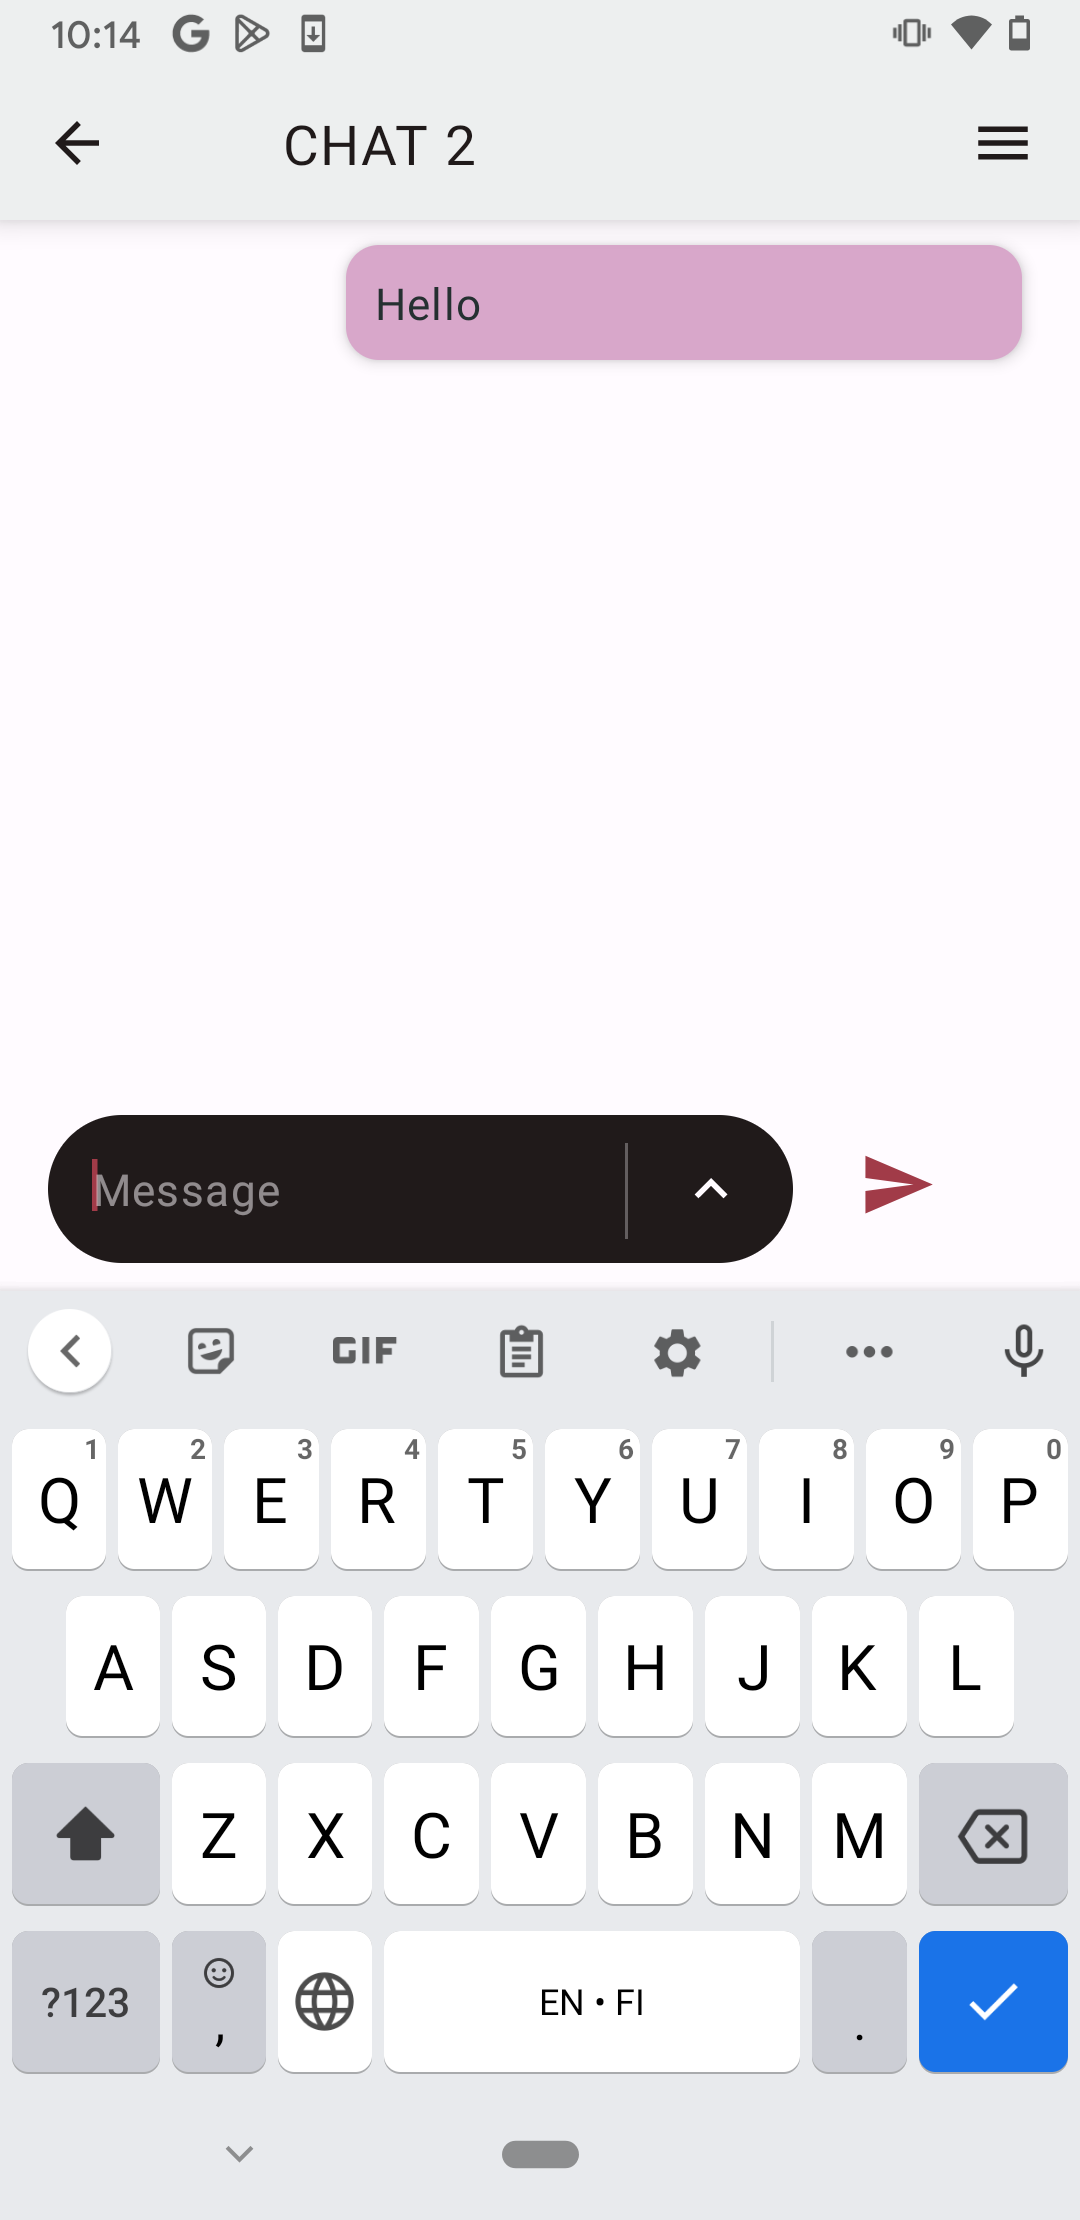 10:14
CHAT 2
Hello
Message
GIF
1 2 3 4 5 6 7 8 9 0
Q W E R T Y U I O P
A S D F G H J K L
Z X C V B N M
?123 , EN • FI .